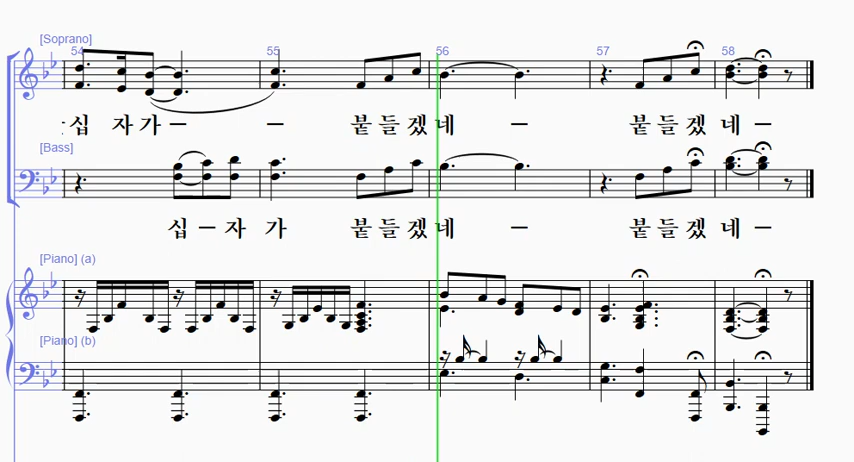 [Soprano]
54 55 56 57 58
십 자 가 – – 붙 들 겠 네 – 붙 들 겠 네 –
[Bass]
십 – 자 가 붙 들 겠 네 – 붙 들 겠 네 –
[Piano] (a)
[Piano] (b)